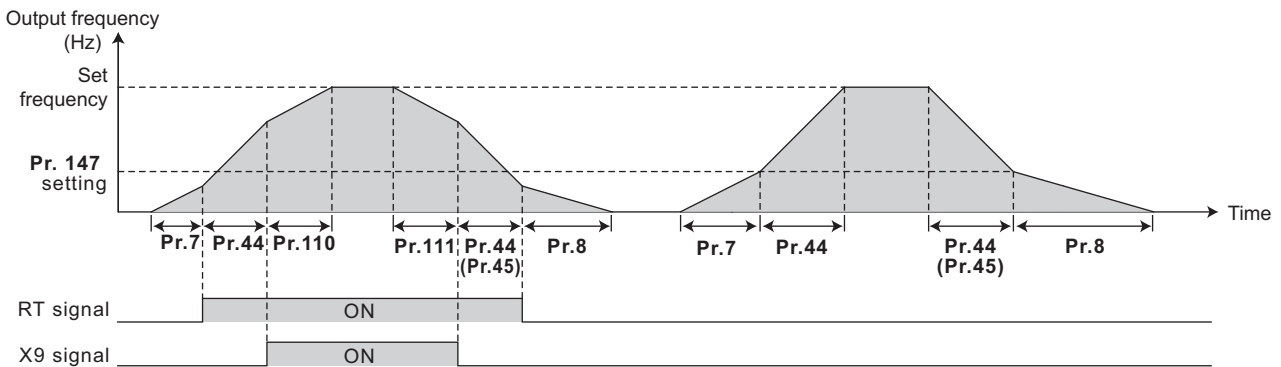 Output frequency
(Hz)
Set
frequency
Pr. 147
setting
Time
Pr.7 Pr.44 Pr.110 Pr.111 Pr.44 Pr.8 Pr.7 Pr.44 Pr.44 Pr.8
(Pr.45) (Pr.45)
RT signal ON
X9 signal ON